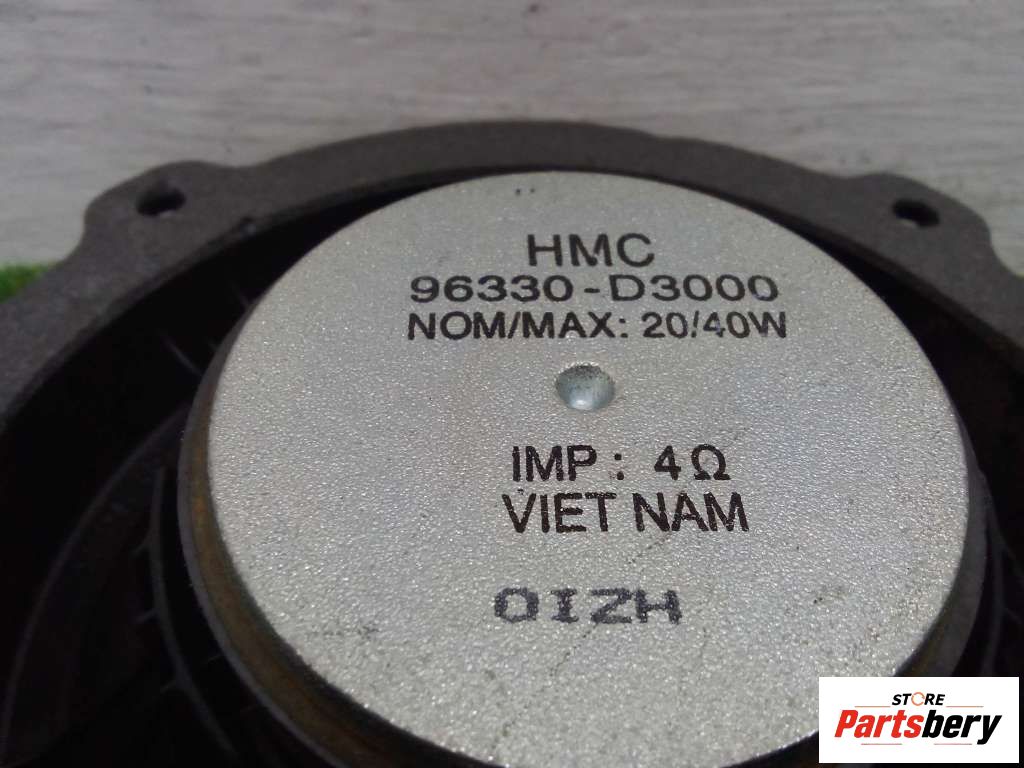 HMC
96330-D3000
NOM/MAX: 20/40W
IMP : 4Ω
VIET NAM
OIZH
STORE
Partsbery